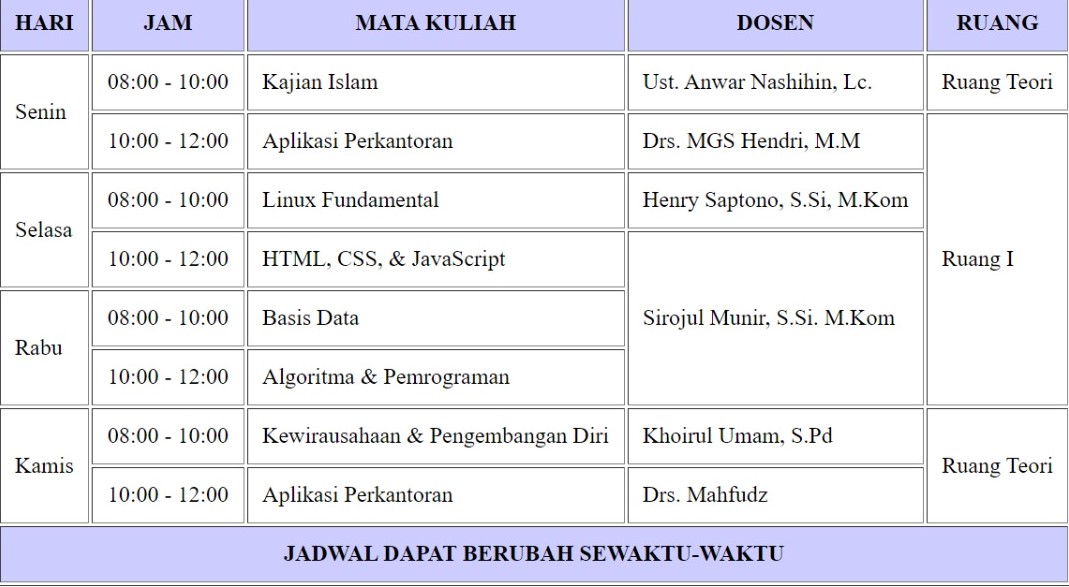 HARI JAM MATA KULIAH DOSEN RUANG
Senin 08:00 - 10:00 Kajian Islam Ust. Anwar Nashihin, Lc. Ruang Teori
10:00 - 12:00 Aplikasi Perkantoran Drs. MGS Hendri, M.M Ruang I
Selasa 08:00 - 10:00 Linux Fundamental Henry Saptono, S.Si, M.Kom
10:00 - 12:00 HTML, CSS, & JavaScript Sirojul Munir, S.Si. M.Kom
Rabu 08:00 - 10:00 Basis Data
10:00 - 12:00 Algoritma & Pemrograman
Kamis 08:00 - 10:00 Kewirausahaan & Pengembangan Diri Khoirul Umam, S.Pd Ruang Teori
10:00 - 12:00 Aplikasi Perkantoran Drs. Mahfudz
JADWAL DAPAT BERUBAH SEWAKTU-WAKTU